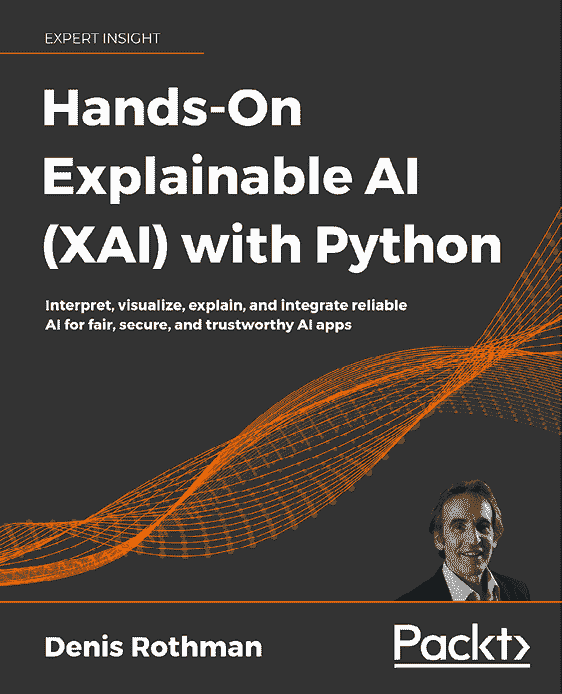 EXPERT INSIGHT
Hands-On
Explainable AI
(XAI) with Python
Interpret, visualize, explain, and integrate reliable
AI for fair, secure, and trustworthy AI apps
Denis Rothman
Packt>